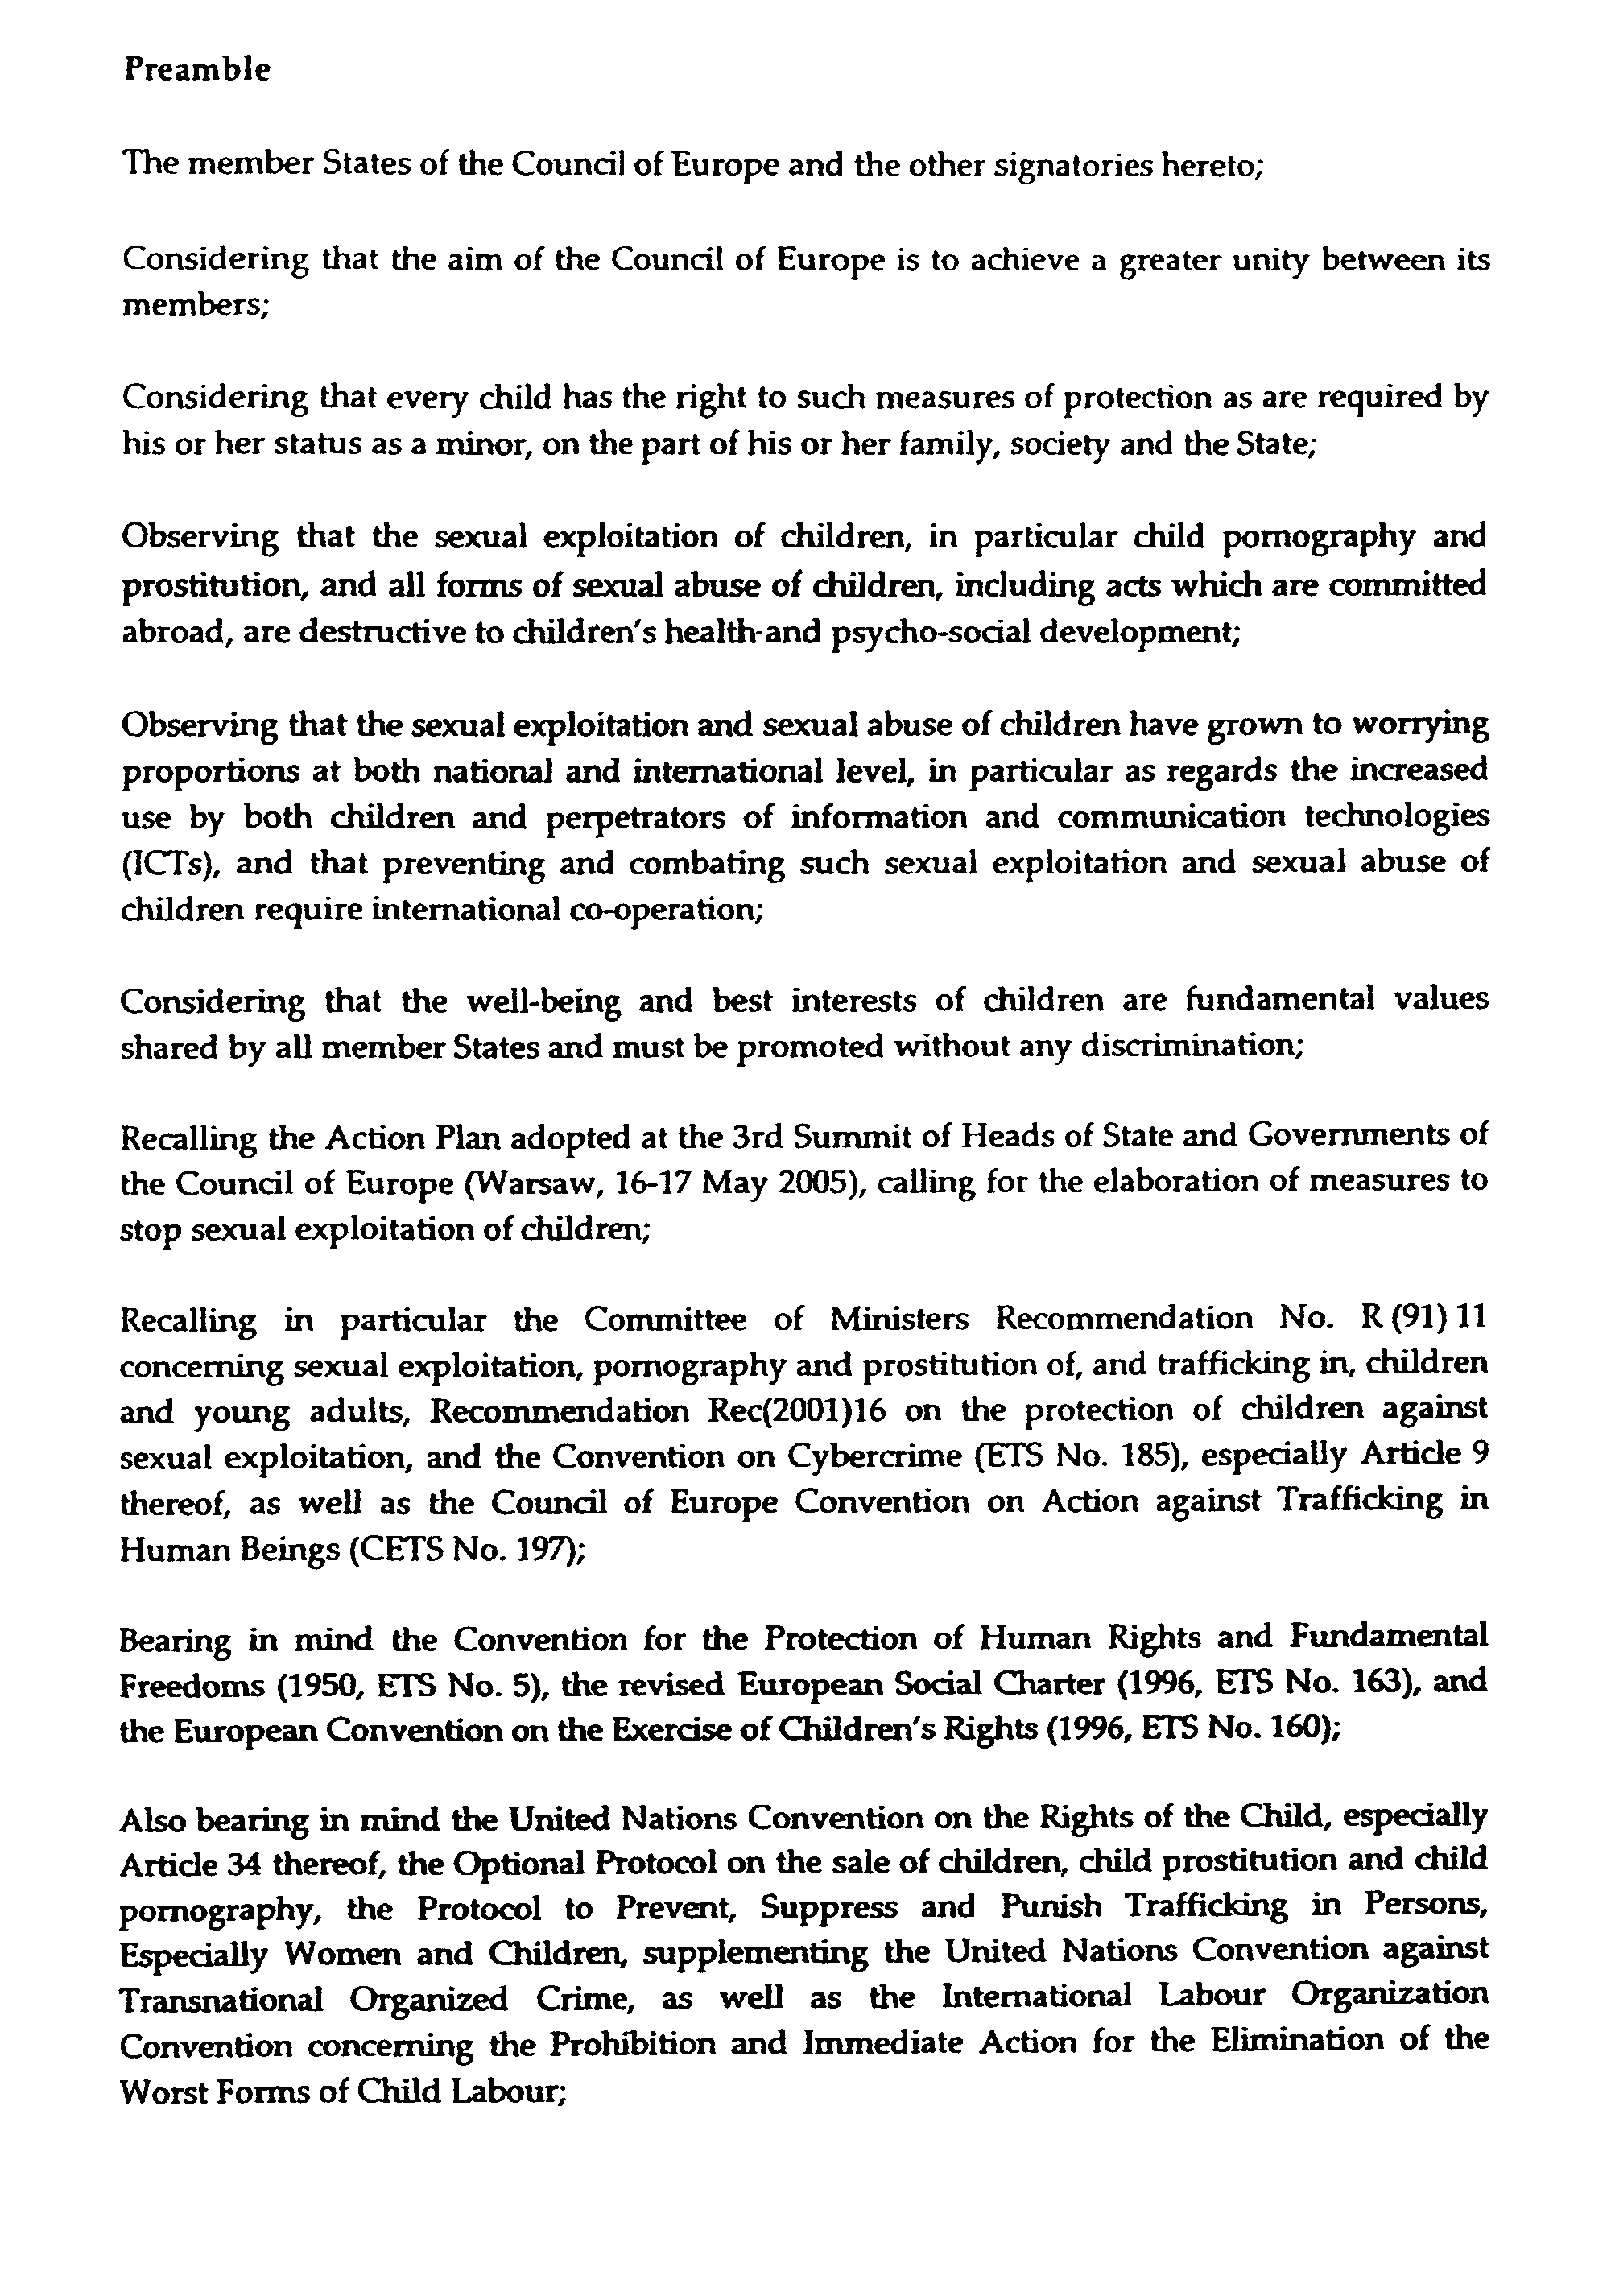 Preamble
The member States of the Council of Europe and the other signatories hereto;
Considering that the aim of the Council of Europe is to achieve a greater unity between its
members;
Considering that every child has the right to such measures of protection as are required by
his or her status as a minor, on the part of his or her family, society and the State;
Observing that the sexual exploitation of children, in particular child pornography and
prostitution, and all forms of sexual abuse of children, including acts which are committed
abroad, are destructive to children's health-and psycho-social development;
Observing that the sexual exploitation and sexual abuse of children have grown to worrying
proportions at both national and international level, in particular as regards the increased
use by both children and perpetrators of information and communication technologies
(ICTs), and that preventing and combating such sexual exploitation and sexual abuse of
children require international co-operation;
Considering that the well-being and best interests of children are fundamental values
shared by all member States and must be promoted without any discrimination;
Recalling the Action Plan adopted at the 3rd Summit of Heads of State and Governments of
the Council of Europe (Warsaw, 16-17 May 2005), calling for the elaboration of measures to
stop sexual exploitation of children;
Recalling in particular the Committee of Ministers Recommendation No. R (91) 11
concerning sexual exploitation, pornography and prostitution of, and trafficking in, children
and young adults, Recommendation Rec(2001)16 on the protection of children against
sexual exploitation, and the Convention on Cybercrime (ETS No. 185), especially Article 9
thereof, as well as the Council of Europe Convention on Action against Trafficking in
Human Beings (CETS No. 197);
Bearing in mind the Convention for the Protection of Human Rights and Fundamental
Freedoms (1950, ETS No. 5), the revised European Social Charter (1996, ETS No. 163), and
the European Convention on the Exercise of Children's Rights (1996, ETS No. 160);
Also bearing in mind the United Nations Convention on the Rights of the Child, especially
Article 34 thereof, the Optional Protocol on the sale of children, child prostitution and child
pornography, the Protocol to Prevent, Suppress and Punish Trafficking in Persons,
Especially Women and Children, supplementing the United Nations Convention against
Transnational Organized Crime, as well as the International Labour Organization
Convention concerning the Prohibition and Immediate Action for the Elimination of the
Worst Forms of Child Labour;